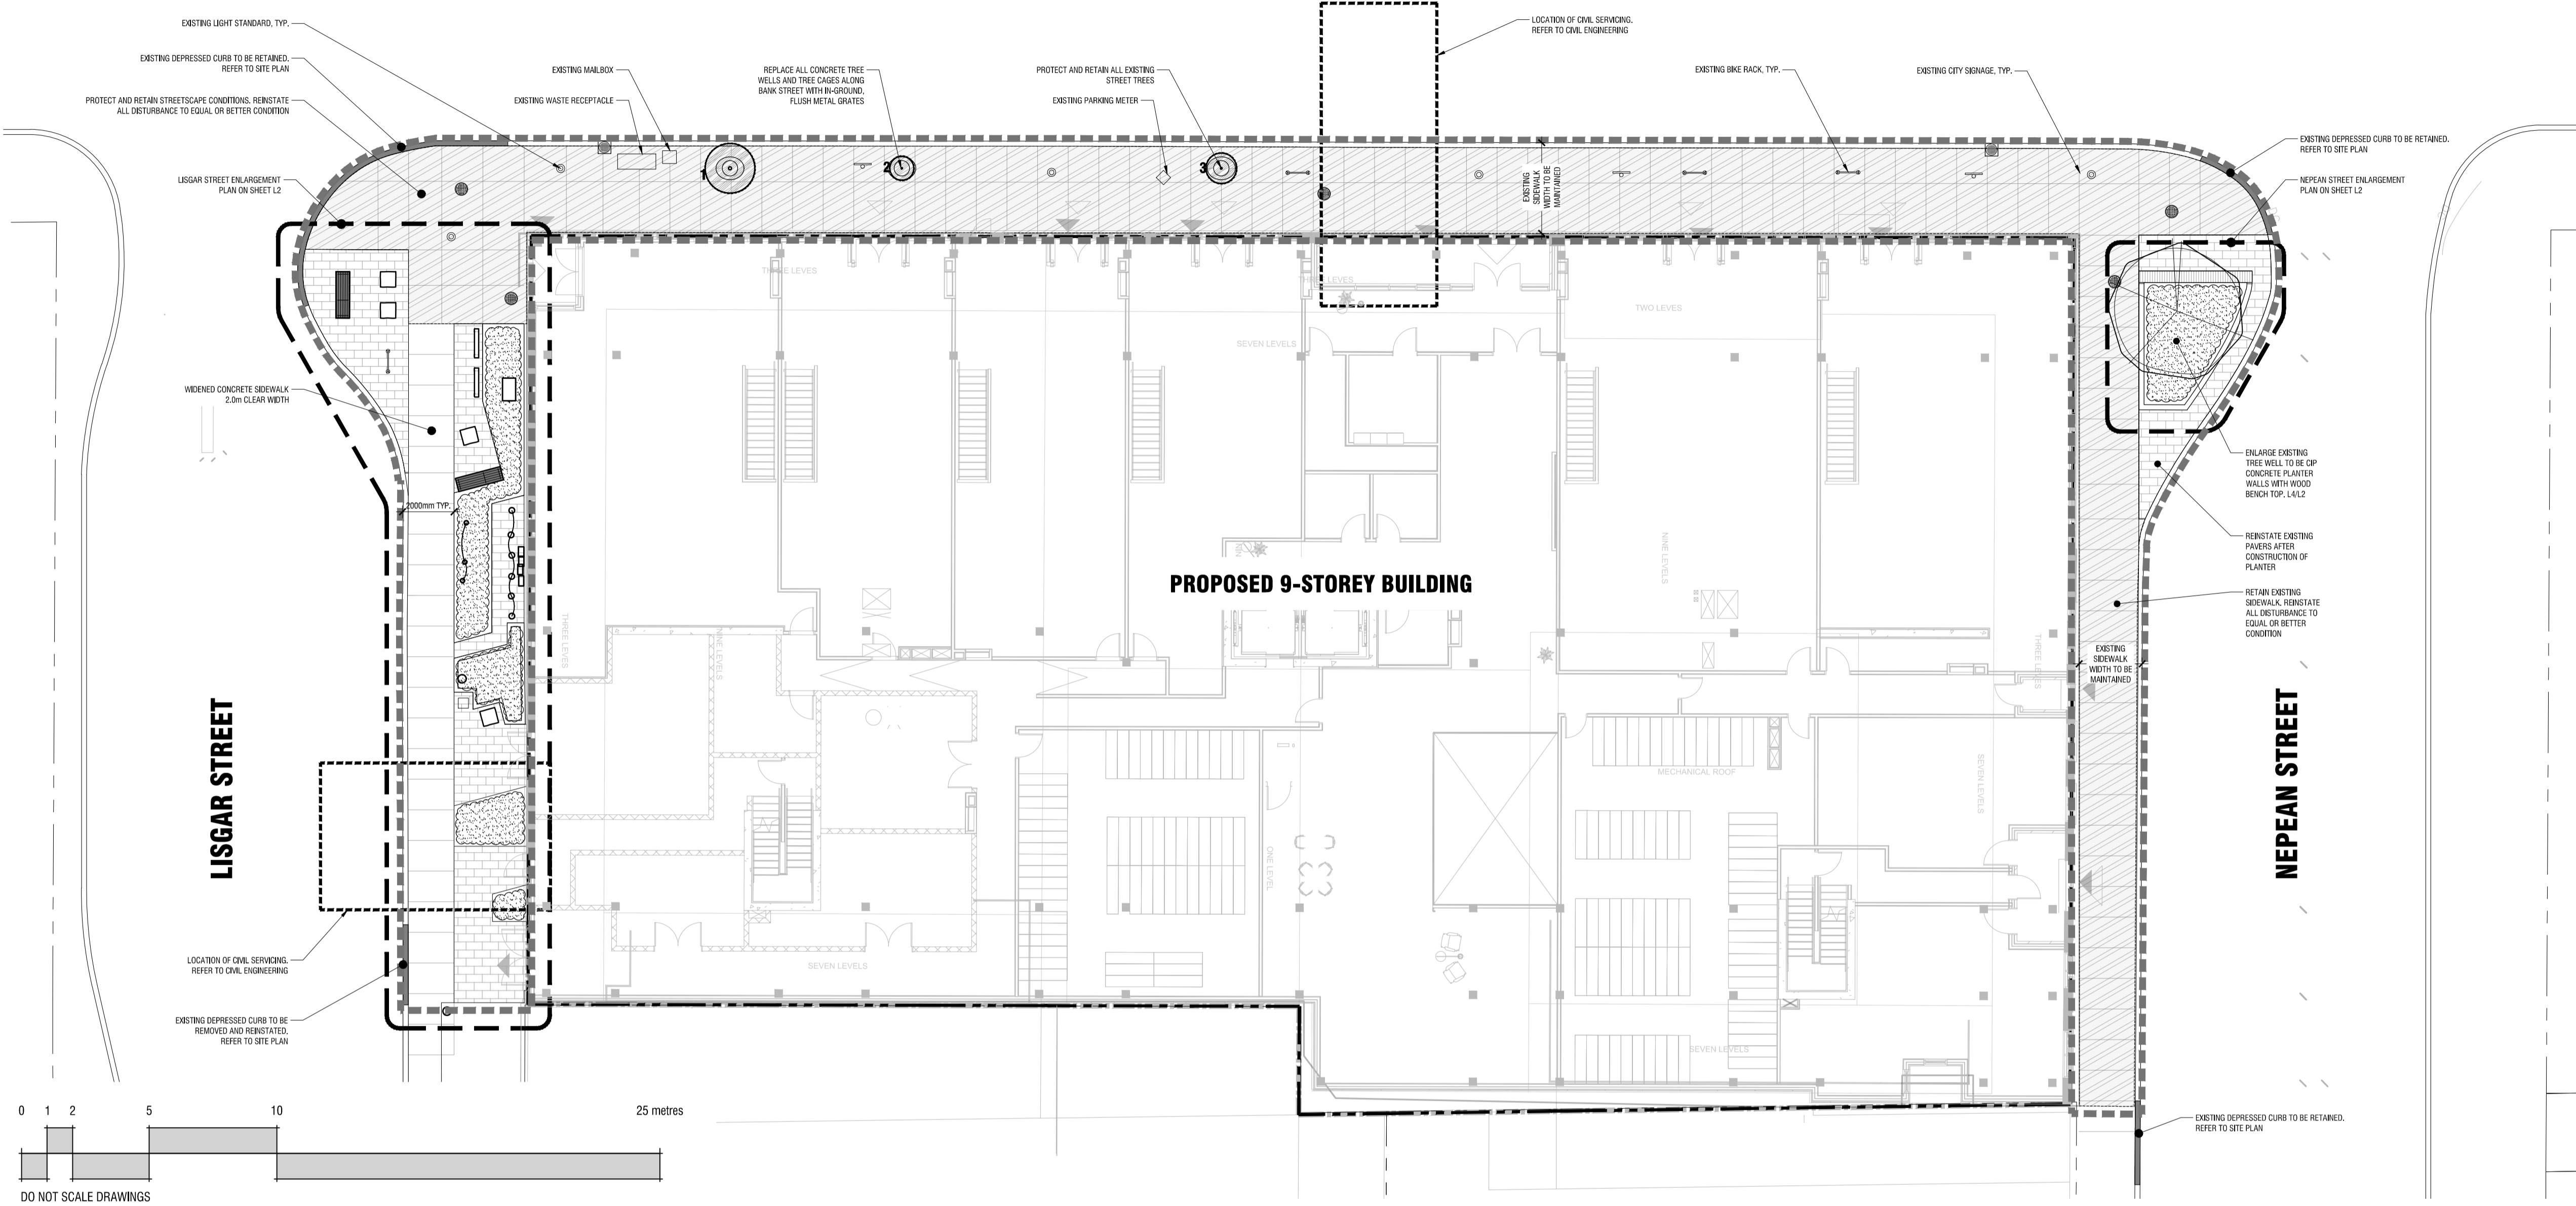 EXISTING LIGHT STANDARD, TYP.
EXISTING DEPRESSED CURB TO BE RETAINED.
REFER TO SITE PLAN
PROTECT AND RETAIN STREETSCAPE CONDITIONS. REINSTATE
ALL DISTURBANCE TO EQUAL OR BETTER CONDITION
LISGAR STREET ENLARGEMENT
PLAN ON SHEET L2
EXISTING MAILBOX
EXISTING WASTE RECEPTACLE
REPLACE ALL CONCRETE TREE
WELLS AND TREE CAGES ALONG
BANK STREET WITH IN-GROUND,
FLUSH METAL GRATES
PROTECT AND RETAIN ALL EXISTING
STREET TREES
EXISTING PARKING METER
LOCATION OF CIVIL SERVICING.
REFER TO CIVIL ENGINEERING
EXISTING BIKE RACK, TYP.
EXISTING CITY SIGNAGE, TYP.
EXISTING DEPRESSED CURB TO BE RETAINED.
REFER TO SITE PLAN
NEPEAN STREET ENLARGEMENT
PLAN ON SHEET L2
1
2
3
EXISTING
SIDEWALK
WIDTH TO BE
MAINTAINED
THREE LEVES
THREE LEVES
TWO LEVES
SEVEN LEVELS
WIDENED CONCRETE SIDEWALK
2.0m CLEAR WIDTH
2000mm TYP.
ENLARGE EXISTING
TREE WELL TO BE CIP
CONCRETE PLANTER
WALLS WITH WOOD
BENCH TOP, L4/L2
REINSTATE EXISTING
PAVERS AFTER
CONSTRUCTION OF
PLANTER
RETAIN EXISTING
SIDEWALK. REINSTATE
ALL DISTURBANCE TO
EQUAL OR BETTER
CONDITION
NIN
NINE LEVELS
PROPOSED 9-STOREY BUILDING
THREE LEVES
NINE LEVELS
THREE LEVES
EXISTING
SIDEWALK
WIDTH TO BE
MAINTAINED
LISGAR STREET
NEPEAN STREET
MECHANICAL ROOF
SEVEN LEVELS
ONE LEVEL
SEVEN LEVELS
SEVEN LEVELS
LOCATION OF CIVIL SERVICING.
REFER TO CIVIL ENGINEERING
EXISTING DEPRESSED CURB TO BE
REMOVED AND REINSTATED,
REFER TO SITE PLAN
EXISTING DEPRESSED CURB TO BE RETAINED.
REFER TO SITE PLAN
0 1 2 5 10 25 metres
DO NOT SCALE DRAWINGS